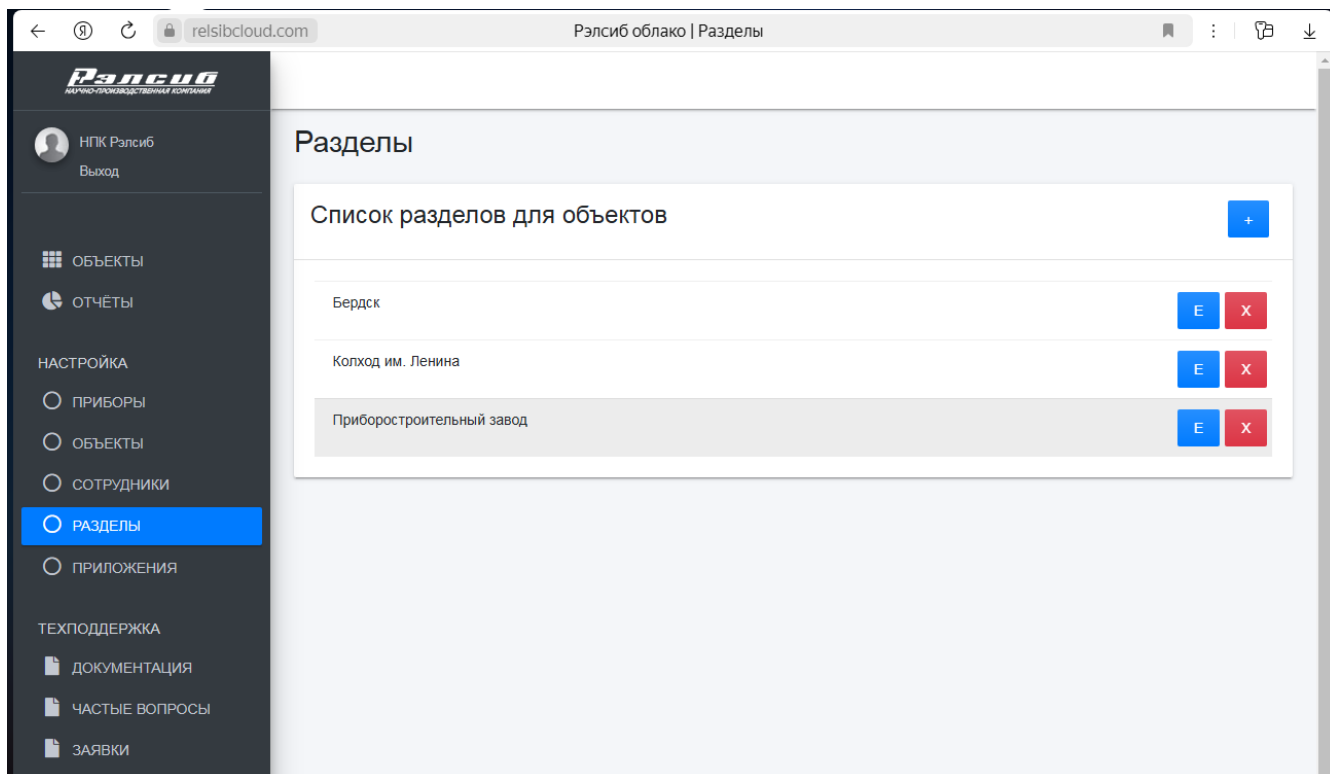 relsibcloud.com
Рэлсиб облако | Разделы
Рэлсиб
НАУЧНО-ПРОИЗВОДСТВЕННАЯ КОМПАНИЯ
НПК Рэлсиб
Выход
ОБЪЕКТЫ
ОТЧЁТЫ
НАСТРОЙКА
ПРИБОРЫ
ОБЪЕКТЫ
СОТРУДНИКИ
РАЗДЕЛЫ
ПРИЛОЖЕНИЯ
ТЕХПОДДЕРЖКА
ДОКУМЕНТАЦИЯ
ЧАСТЫЕ ВОПРОСЫ
ЗАЯВКИ
Разделы
Список разделов для объектов
+
Бердск
E X
Колход им. Ленина
E X
Приборостроительный завод
E X